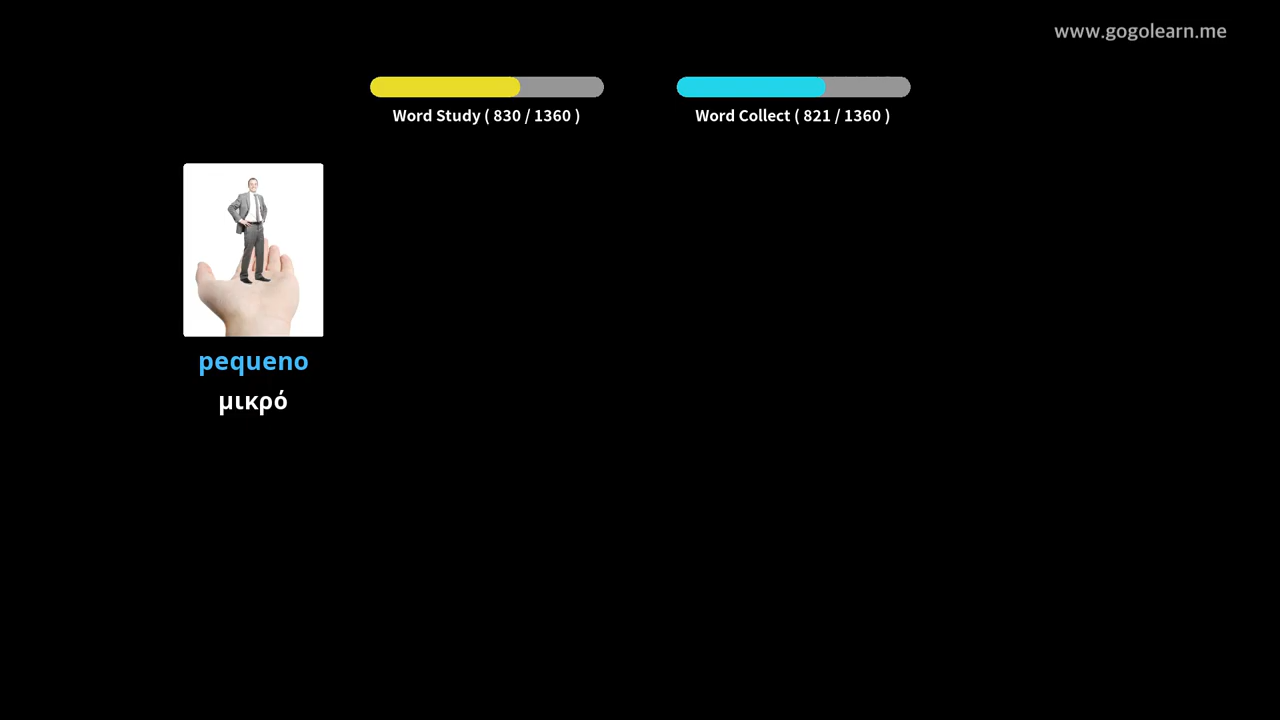 www.gogolearn.me
Word Study ( 830 / 1360 )
Word Collect ( 821 / 1360 )
pequeno
μικρό